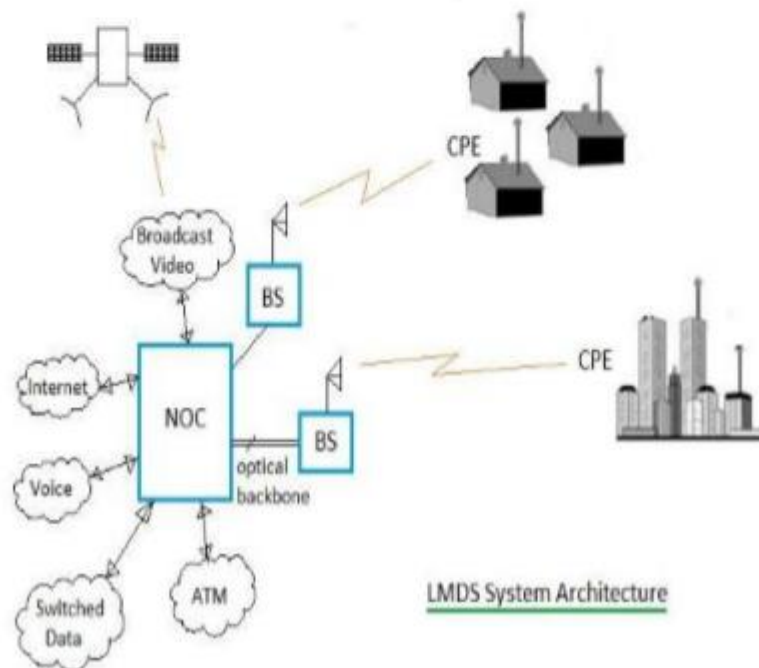 Broadcast
Video
CPE
BS
CPE
Internet
NOC
BS
optical
backbone
Voice
ATM
Switched
Data
LMDS System Architecture